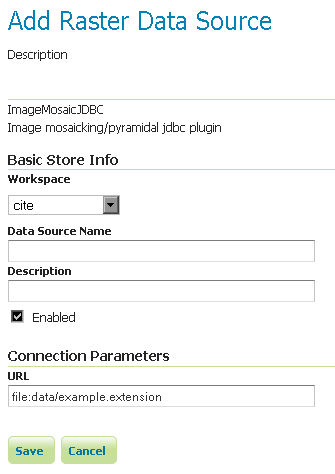 Add Raster Data Source
Description
ImageMosaicJDBC
Image mosaicking/pyramidal jdbc plugin
Basic Store Info
Workspace
cite
Data Source Name
Description
Enabled
Connection Parameters
URL
file:data/example.extension
Save Cancel